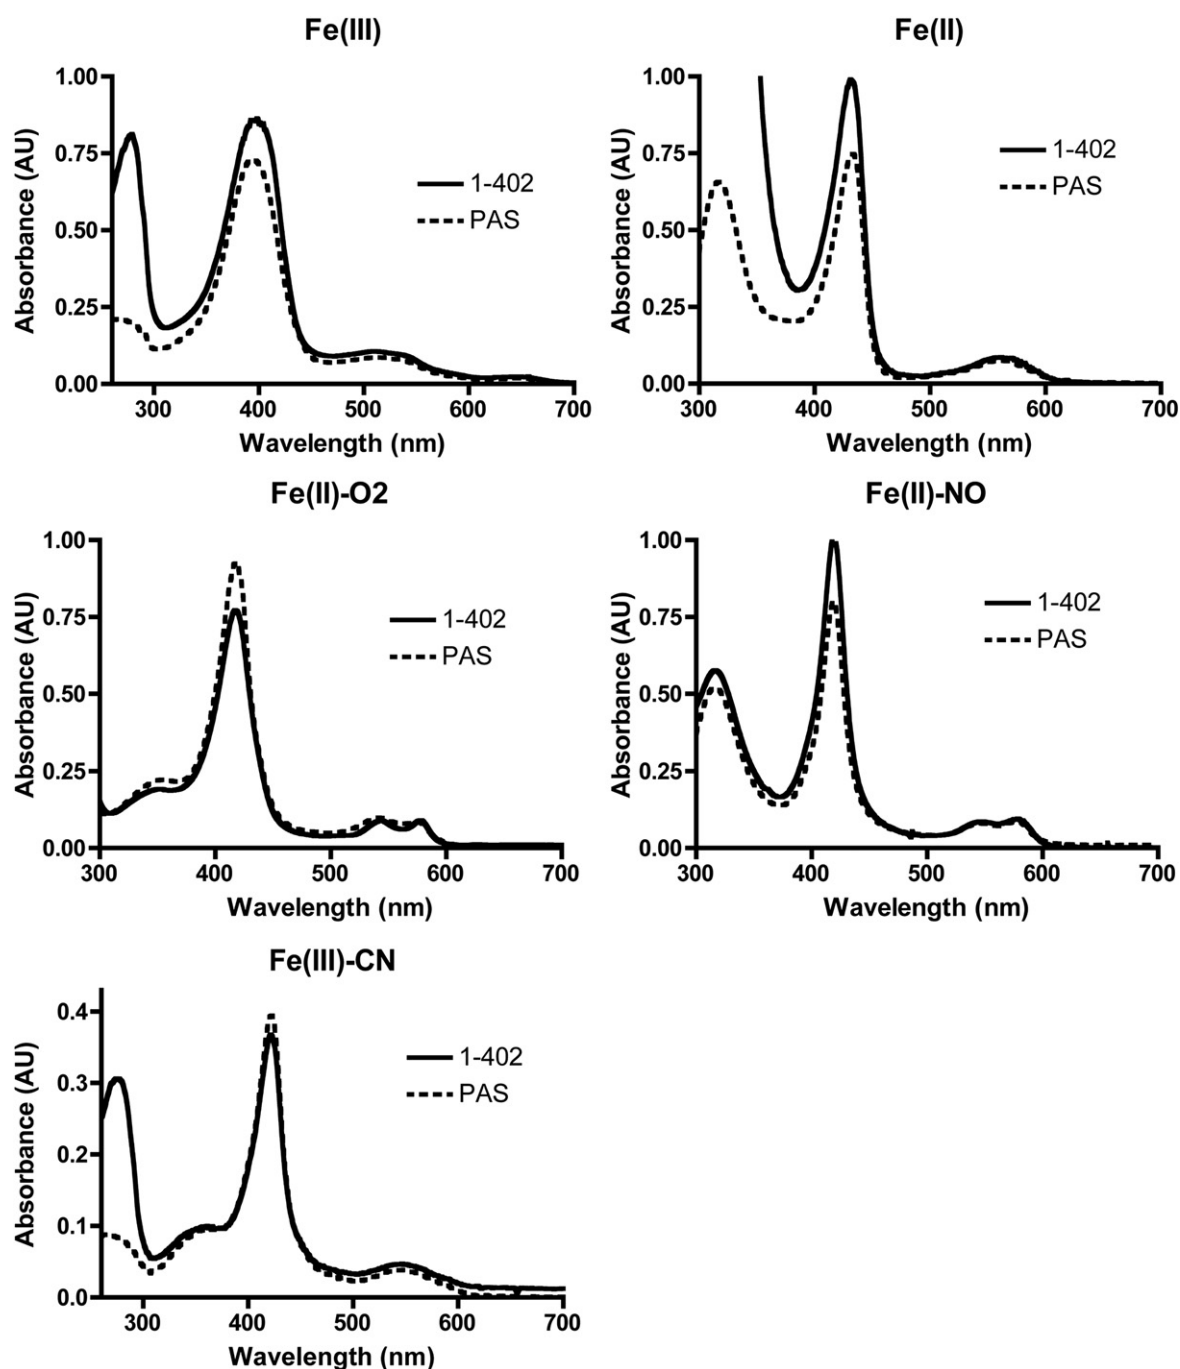 Fe(III)
1.00
0.75
0.50
0.25
0.00
300 400 500 600 700
Absorbance (AU)
Wavelength (nm)
1-402
PAS
Fe(II)
1.00
0.75
0.50
0.25
0.00
300 400 500 600 700
Absorbance (AU)
Wavelength (nm)
1-402
PAS
Fe(II)-O2
1.00
0.75
0.50
0.25
0.00
300 400 500 600 700
Absorbance (AU)
Wavelength (nm)
1-402
PAS
Fe(II)-NO
1.00
0.75
0.50
0.25
0.00
300 400 500 600 700
Absorbance (AU)
Wavelength (nm)
1-402
PAS
Fe(III)-CN
0.4
0.3
0.2
0.1
0.0
300 400 500 600 700
Absorbance (AU)
Wavelength (nm)
1-402
PAS